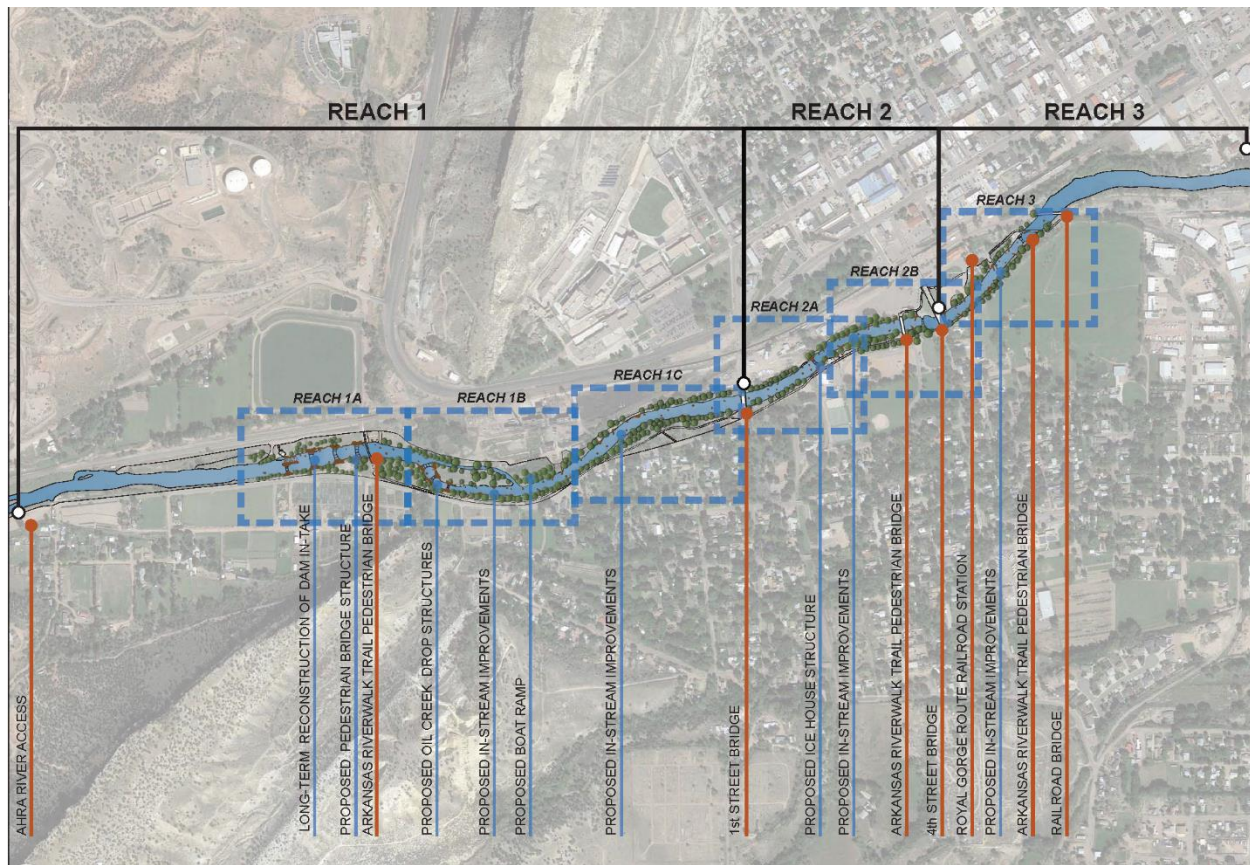 REACH 1
REACH 2
REACH 3
REACH 3
REACH 2B
REACH 2A
REACH 1C
REACH 1A
REACH 1B
AHRA RIVER ACCESS
LONG-TERM RECONSTRUCTION OF DAM IN-TAKE
PROPOSED PEDESTRIAN BRIDGE STRUCTURE
ARKANSAS RIVERWALK TRAIL PEDESTRIAN BRIDGE
PROPOSED OIL CREEK DROP STRUCTURES
PROPOSED IN-STREAM IMPROVEMENTS
PROPOSED BOAT RAMP
PROPOSED IN-STREAM IMPROVEMENTS
1st STREET BRIDGE
PROPOSED ICE HOUSE STRUCTURE
PROPOSED IN-STREAM IMPROVEMENTS
ARKANSAS RIVERWALK TRAIL PEDESTRIAN BRIDGE
4th STREET BRIDGE
ROYAL GORGE ROUTE RAILROAD STATION
PROPOSED IN-STREAM IMPROVEMENTS
ARKANSAS RIVERWALK TRAIL PEDESTRIAN BRIDGE
RAILROAD BRIDGE